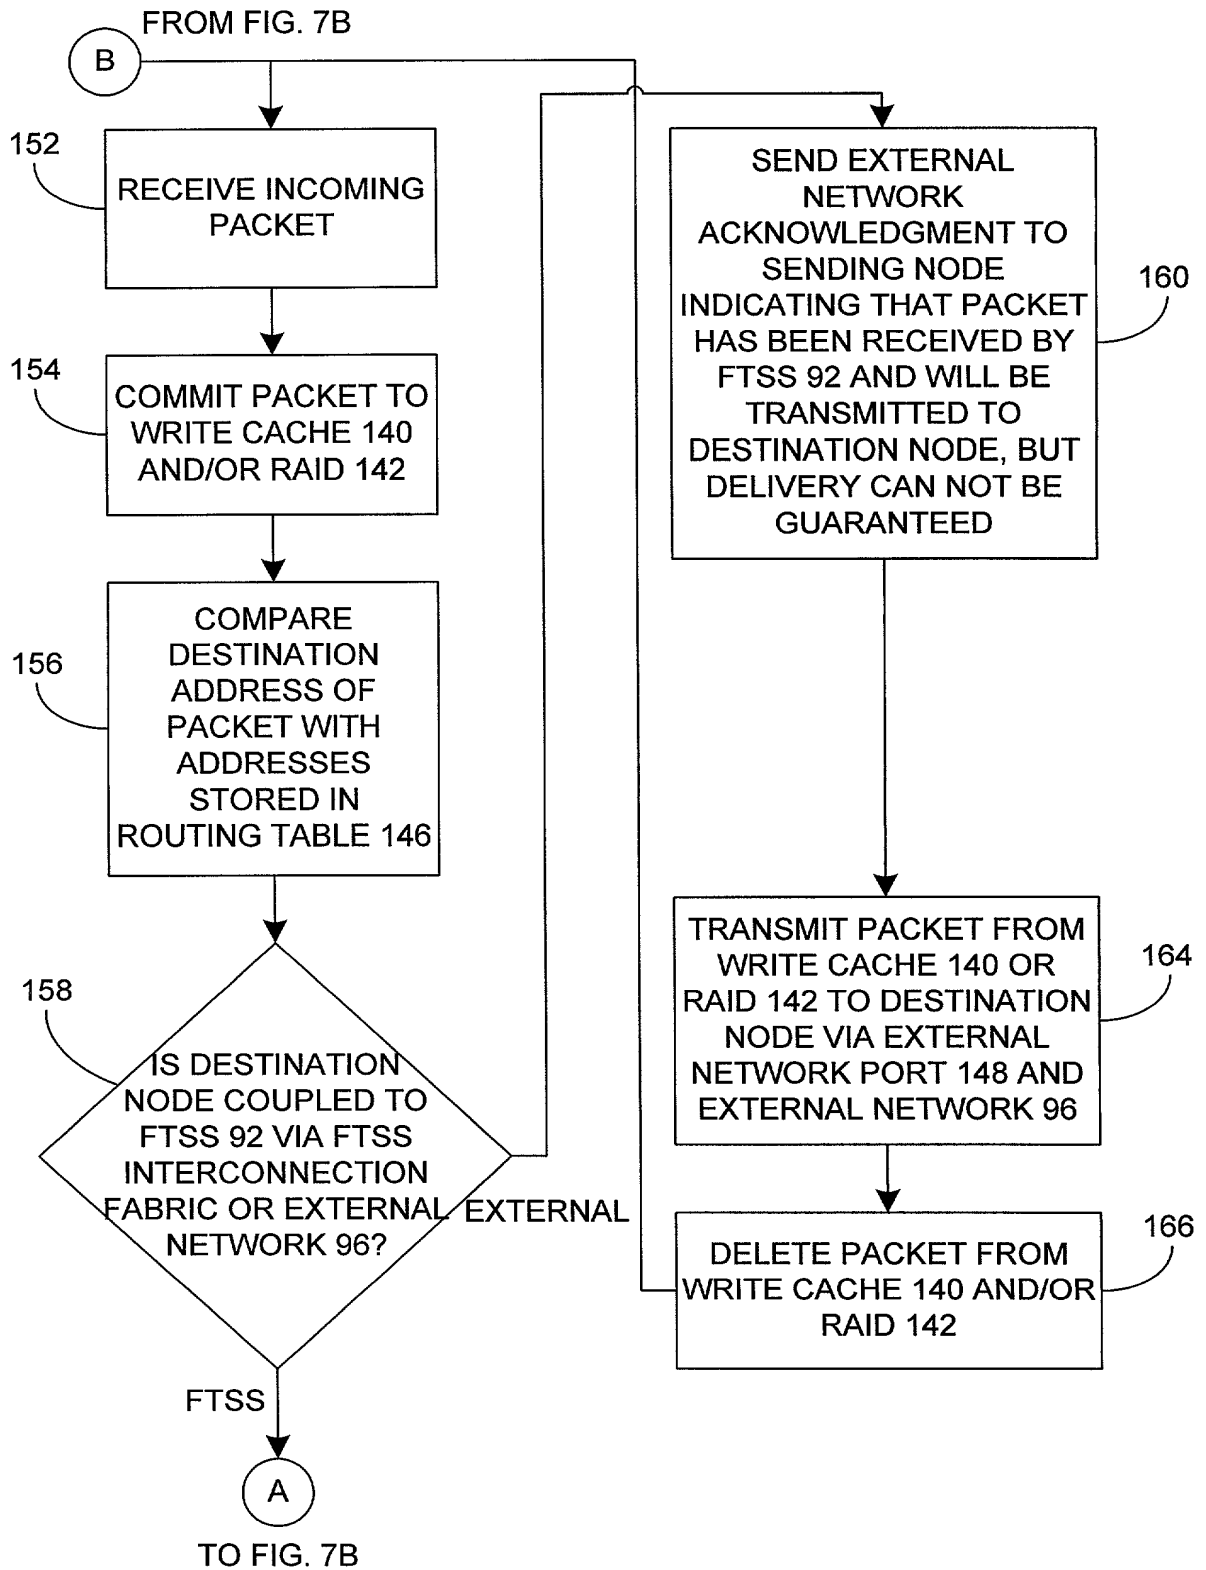 FROM FIG. 7B
B
152
RECEIVE INCOMING
PACKET
154
COMMIT PACKET TO
WRITE CACHE 140
AND/OR RAID 142
156
COMPARE
DESTINATION
ADDRESS OF
PACKET WITH
ADDRESSES
STORED IN
ROUTING TABLE 146
158
IS DESTINATION
NODE COUPLED TO
FTSS 92 VIA FTSS
INTERCONNECTION
FABRIC OR EXTERNAL
NETWORK 96?
EXTERNAL
FTSS
A
TO FIG. 7B
SEND EXTERNAL
NETWORK
ACKNOWLEDGMENT TO
SENDING NODE
INDICATING THAT PACKET
HAS BEEN RECEIVED BY
FTSS 92 AND WILL BE
TRANSMITTED TO
DESTINATION NODE, BUT
DELIVERY CAN NOT BE
GUARANTEED
160
TRANSMIT PACKET FROM
WRITE CACHE 140 OR
RAID 142 TO DESTINATION
NODE VIA EXTERNAL
NETWORK PORT 148 AND
EXTERNAL NETWORK 96
164
DELETE PACKET FROM
WRITE CACHE 140 AND/OR
RAID 142
166